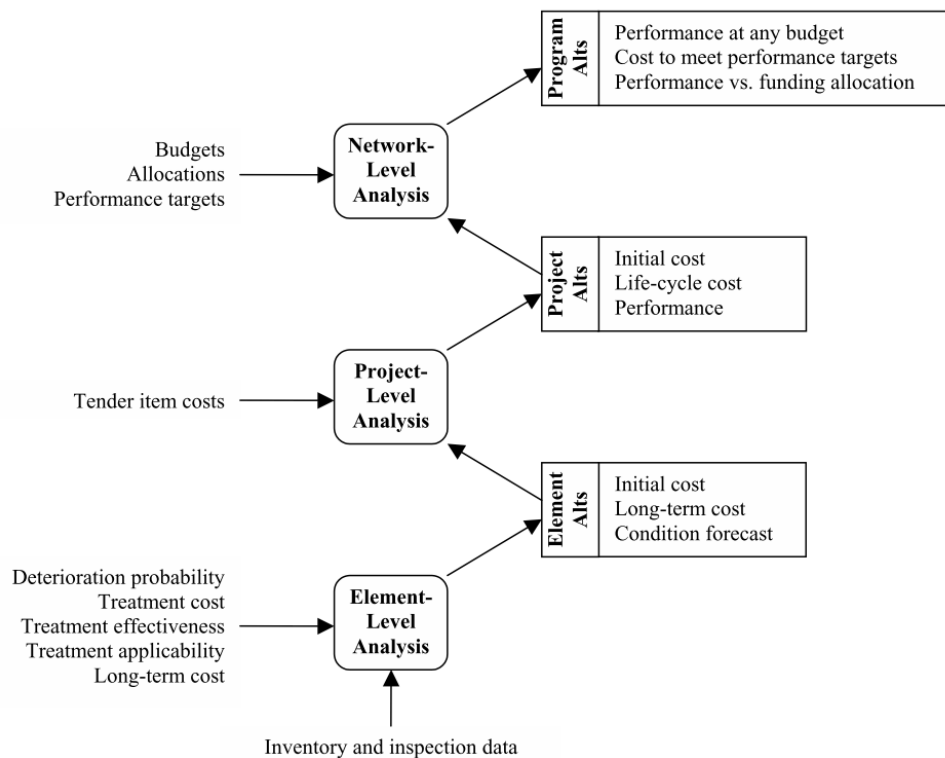 Program
Alts
Performance at any budget
Cost to meet performance targets
Performance vs. funding allocation
Budgets
Allocations
Performance targets
Network-
Level
Analysis
Project
Alts
Initial cost
Life-cycle cost
Performance
Tender item costs
Project-
Level
Analysis
Element
Alts
Initial cost
Long-term cost
Condition forecast
Deterioration probability
Treatment cost
Treatment effectiveness
Treatment applicability
Long-term cost
Element-
Level
Analysis
Inventory and inspection data